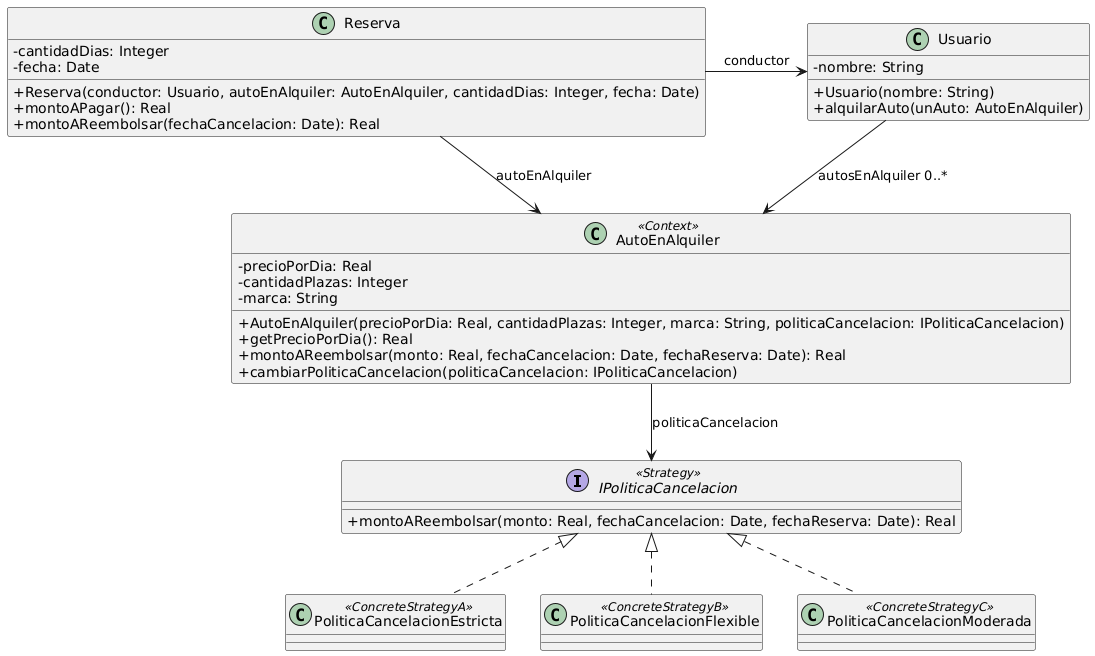 C Reserva
-cantidadDias: Integer
-fecha: Date
+Reserva(conductor: Usuario, autoEnAlquiler: AutoEnAlquiler, cantidadDias: Integer, fecha: Date)
+montoAPagar(): Real
+montoAReembolsar(fechaCancelacion: Date): Real
conductor
C Usuario
-nombre: String
+Usuario(nombre: String)
+alquilarAuto(unAuto: AutoEnAlquiler)
autoEnAlquiler
autosEnAlquiler 0..*
C «Context»
AutoEnAlquiler
-precioPorDia: Real
-cantidadPlazas: Integer
-marca: String
+AutoEnAlquiler(precioPorDia: Real, cantidadPlazas: Integer, marca: String, politicaCancelacion: IPoliticaCancelacion)
+getPrecioPorDia(): Real
+montoAReembolsar(monto: Real, fechaCancelacion: Date, fechaReserva: Date): Real
+cambiarPoliticaCancelacion(politicaCancelacion: IPoliticaCancelacion)
politicaCancelacion
I «Strategy»
IPoliticaCancelacion
+montoAReembolsar(monto: Real, fechaCancelacion: Date, fechaReserva: Date): Real
C «ConcreteStrategyA»
PoliticaCancelacionEstricta
C «ConcreteStrategyB»
PoliticaCancelacionFlexible
C «ConcreteStrategyC»
PoliticaCancelacionModerada